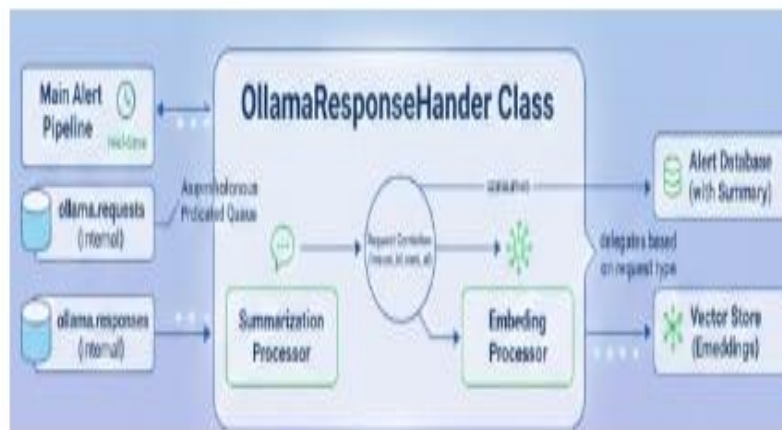 OllamaResponseHander Class
Main Alert
Pipeline
ollama.requests
(Internal)
Queue
ollama.responses
(Internal)
Summarization
Processor
Embeding
Processor
Alert Database
(with Summary)
delegates based
on request type
Vector Store
(Emeddings)